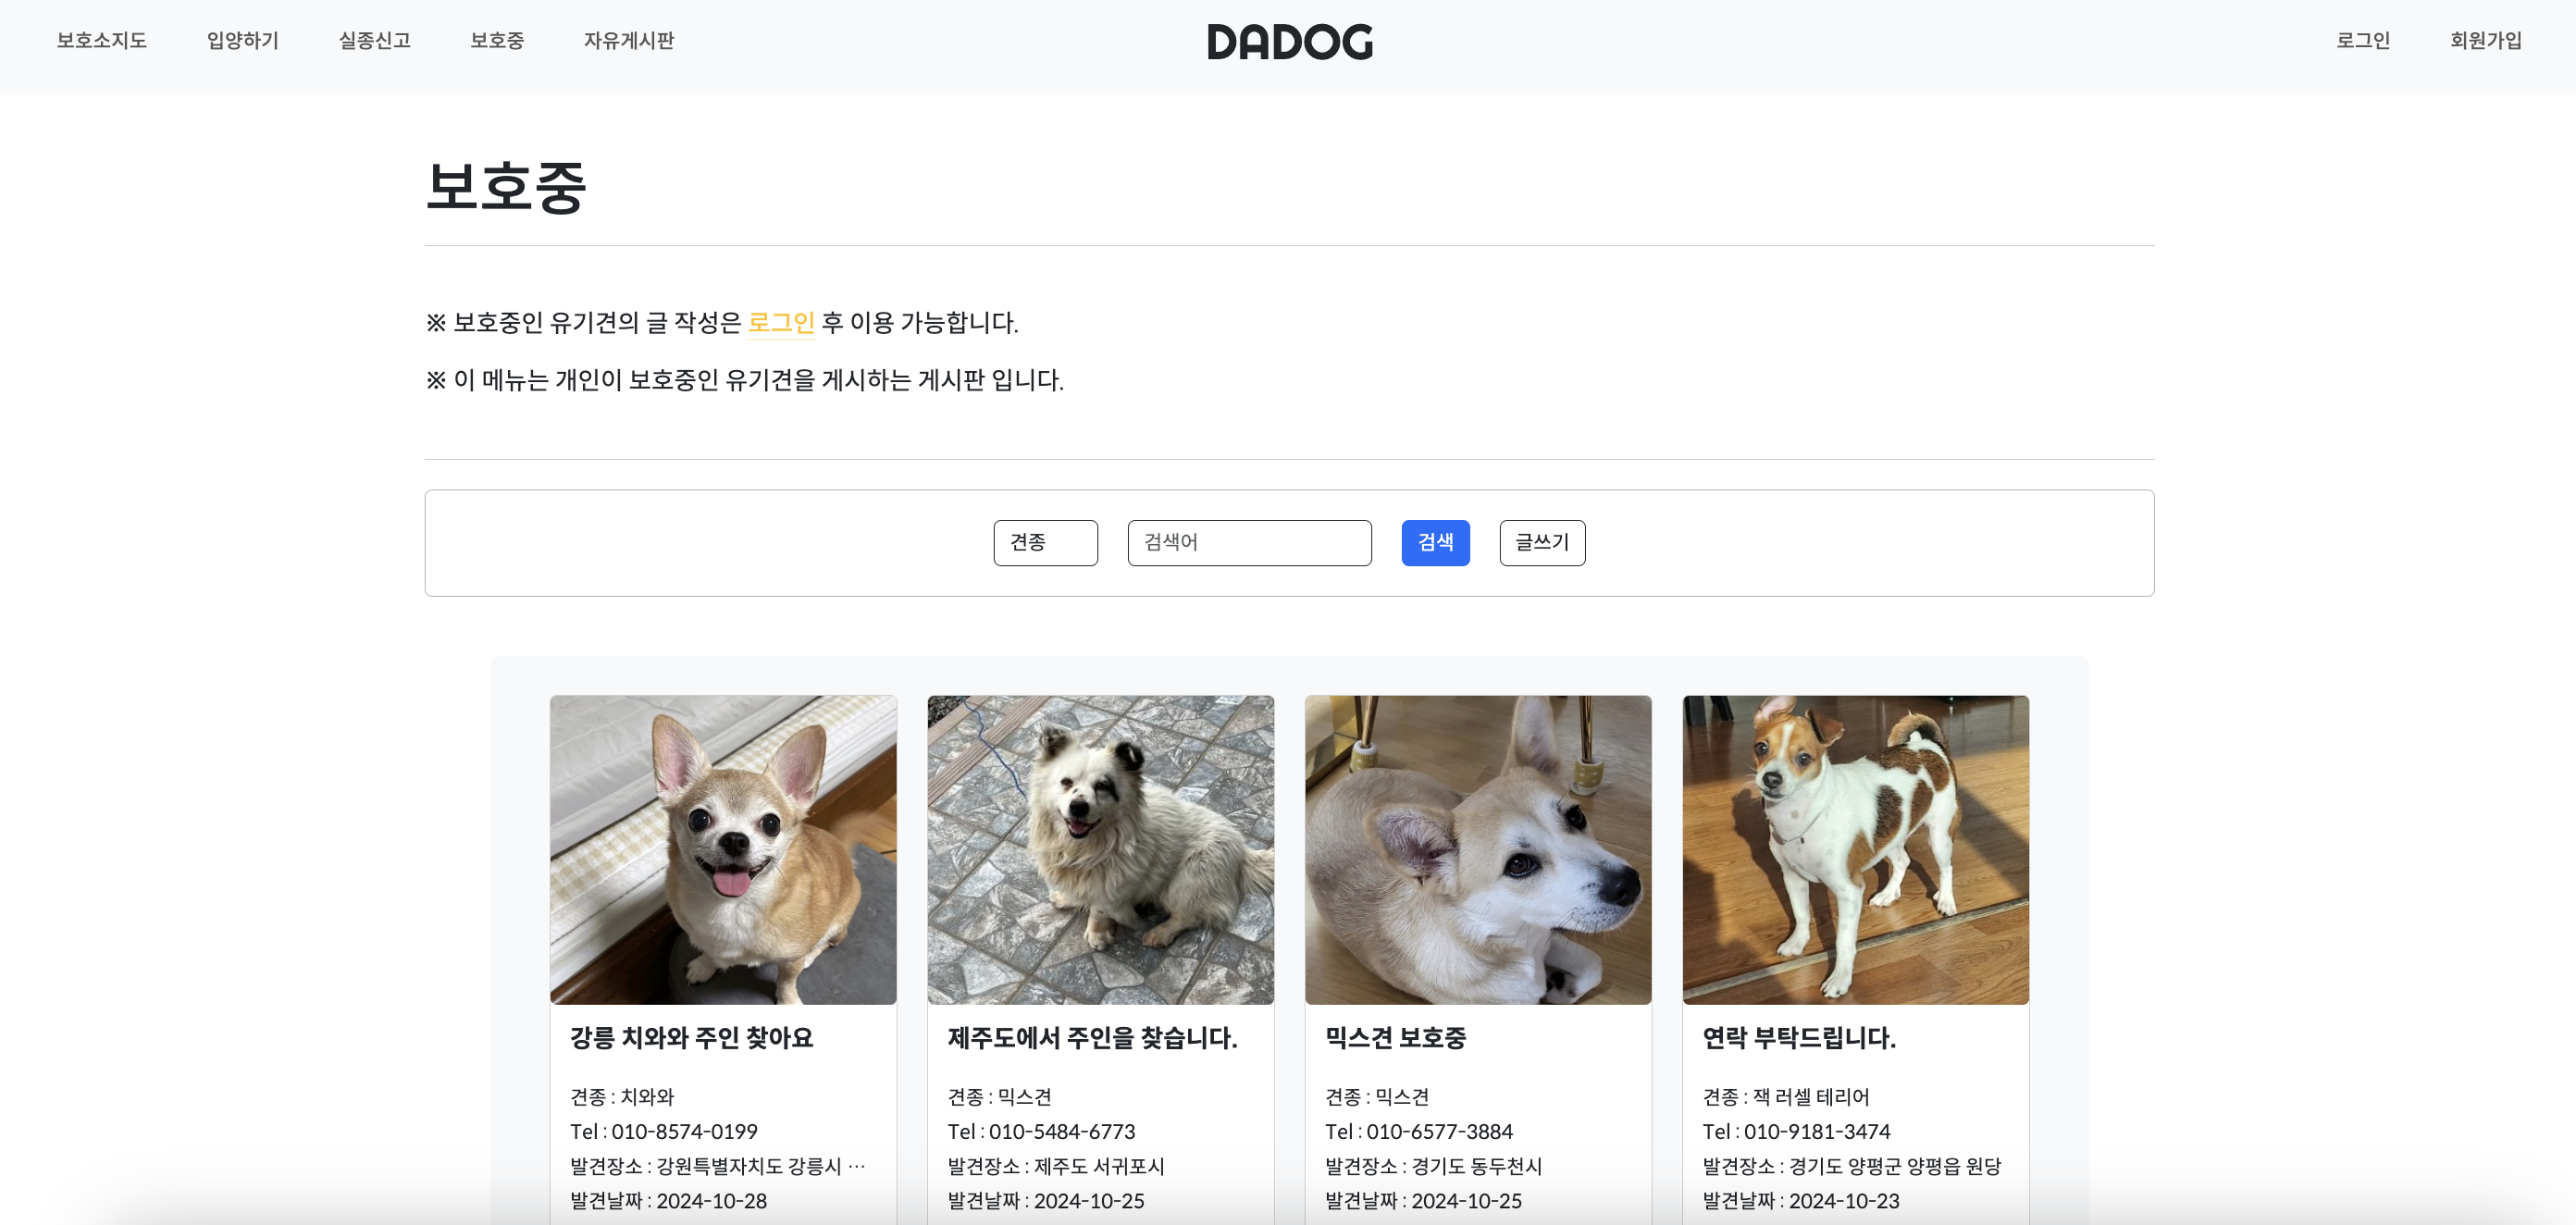 보호소지도 입양하기 실종신고 보호중 자유게시판 DADOG 로그인 회원가입
보호중
※ 보호중인 유기견의 글 작성은 로그인 후 이용 가능합니다.
※ 이 메뉴는 개인이 보호중인 유기견을 게시하는 게시판 입니다.
견종 검색어 검색 글쓰기
강릉 치와와 주인 찾아요
견종 : 치와와
Tel : 010-8574-0199
발견장소 : 강원특별자치도 강릉시 ···
발견날짜 : 2024-10-28
제주도에서 주인을 찾습니다.
견종 : 믹스견
Tel : 010-5484-6773
발견장소 : 제주도 서귀포시
발견날짜 : 2024-10-25
믹스견 보호중
견종 : 믹스견
Tel : 010-6577-3884
발견장소 : 경기도 동두천시
발견날짜 : 2024-10-25
연락 부탁드립니다.
견종 : 잭 러셀 테리어
Tel : 010-9181-3474
발견장소 : 경기도 양평군 양평읍 원당
발견날짜 : 2024-10-23